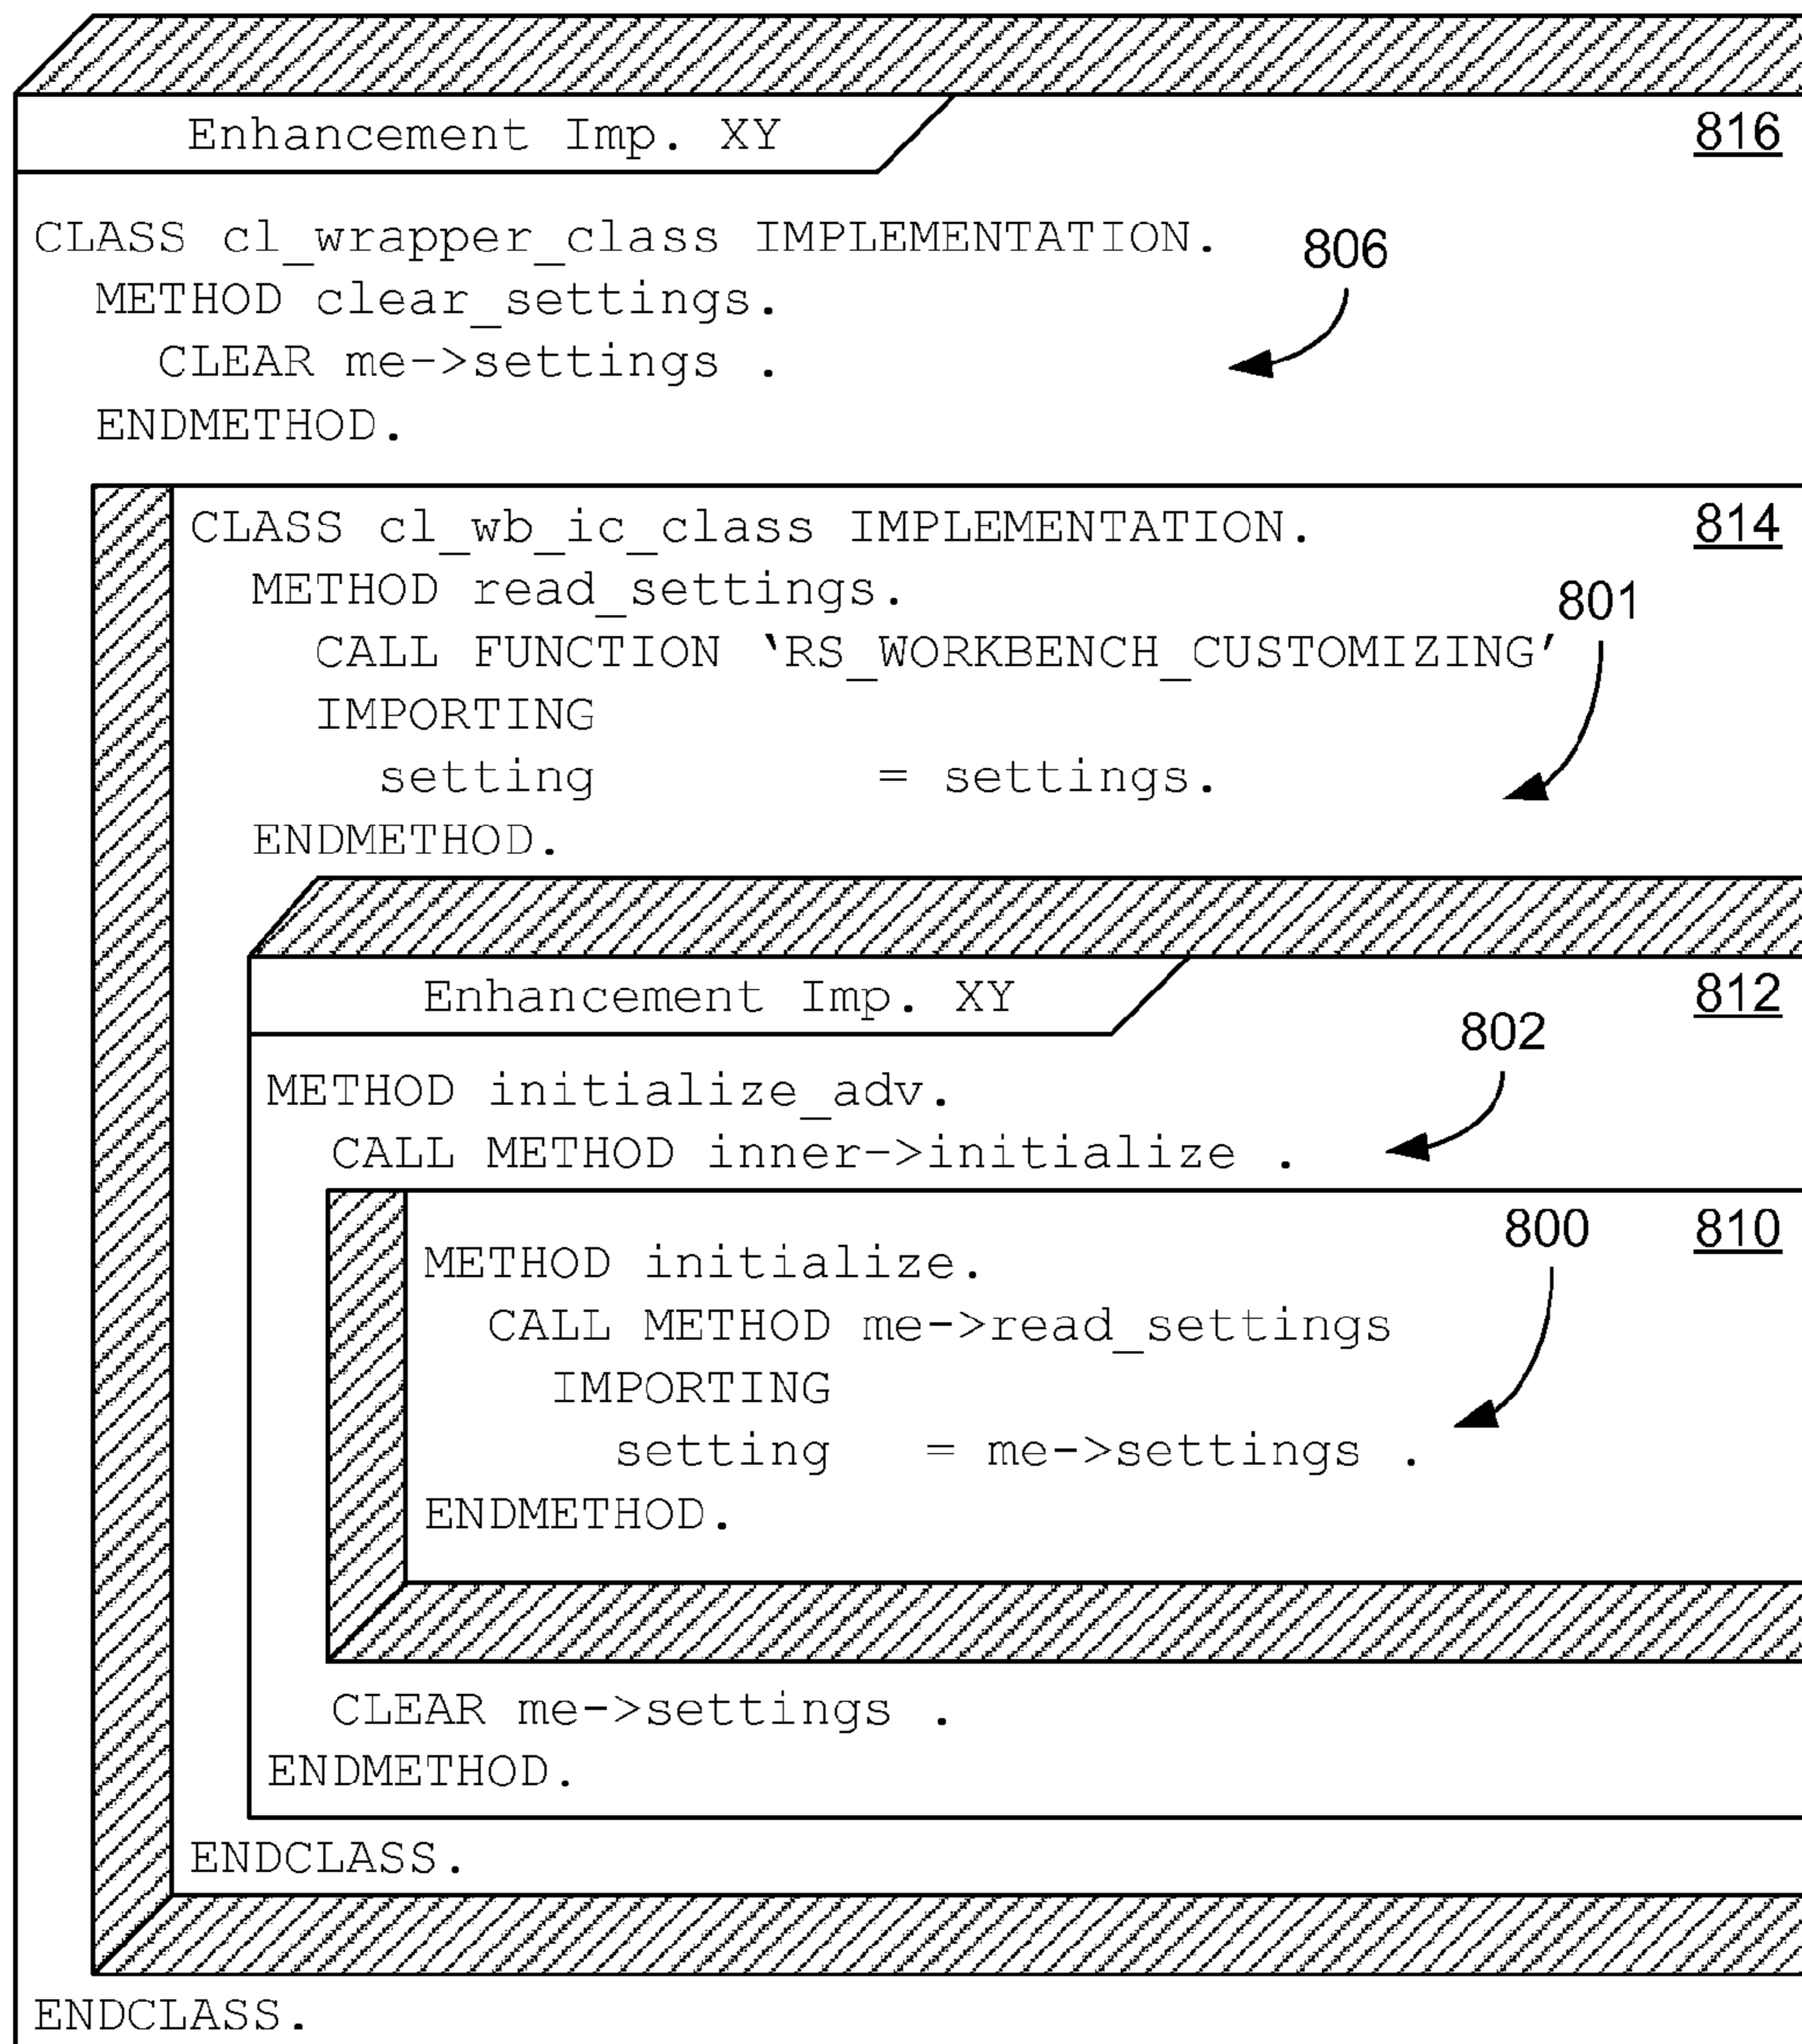 Enhancement Imp. XY 816
CLASS cl_wrapper_class IMPLEMENTATION.
806
METHOD clear_settings.
CLEAR me->settings .
ENDMETHOD.
CLASS cl_wb_ic_class IMPLEMENTATION. 814
METHOD read_settings.
801
CALL FUNCTION ‘RS_WORKBENCH_CUSTOMIZING’
IMPORTING
setting = settings.
ENDMETHOD.
Enhancement Imp. XY 812
802
METHOD initialize_adv.
CALL METHOD inner->initialize .
800 810
METHOD initialize.
CALL METHOD me->read_settings
IMPORTING
setting = me->settings .
ENDMETHOD.
CLEAR me->settings .
ENDMETHOD.
ENDCLASS.
ENDCLASS.